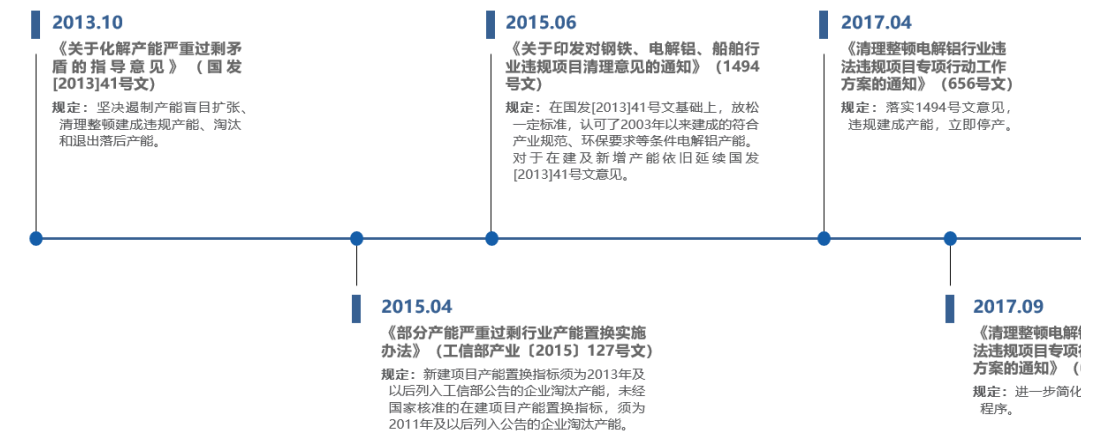 2013.10
《关于化解产能严重过剩矛
盾的指导意见》（国发
[2013]41号文)
规定：坚决遏制产能盲目扩张、
清理整顿建成违规产能、淘汰
和退出落后产能。
2015.06
《关于印发对钢铁、电解铝、船舶行
业违规项目清理意见的通知》（1494
号文)
规定：在国发[2013]41号文基础上，放松
一定标准，认可了2003年以来建成的符合
产业规范、环保要求等条件电解铝产能。
对于在建及新增产能依旧延续国发
[2013]41号文意见。
2017.04
《清理整顿电解铝行业违
法违规项目专项行动工作
方案的通知》（656号文)
规定：落实1494号文意见，
违规建成产能，立即停产。
2015.04
《部分产能严重过剩行业产能置换实施
办法》（工信部产业〔2015〕127号文)
规定：新建项目产能置换指标须为2013年及
以后列入工信部公告的企业淘汰产能，未经
国家核准的在建项目产能置换指标，须为
2011年及以后列入公告的企业淘汰产能。
2017.09
《清理整顿电解
法违规项目专项
方案的通知》（
规定：进一步简化
程序。